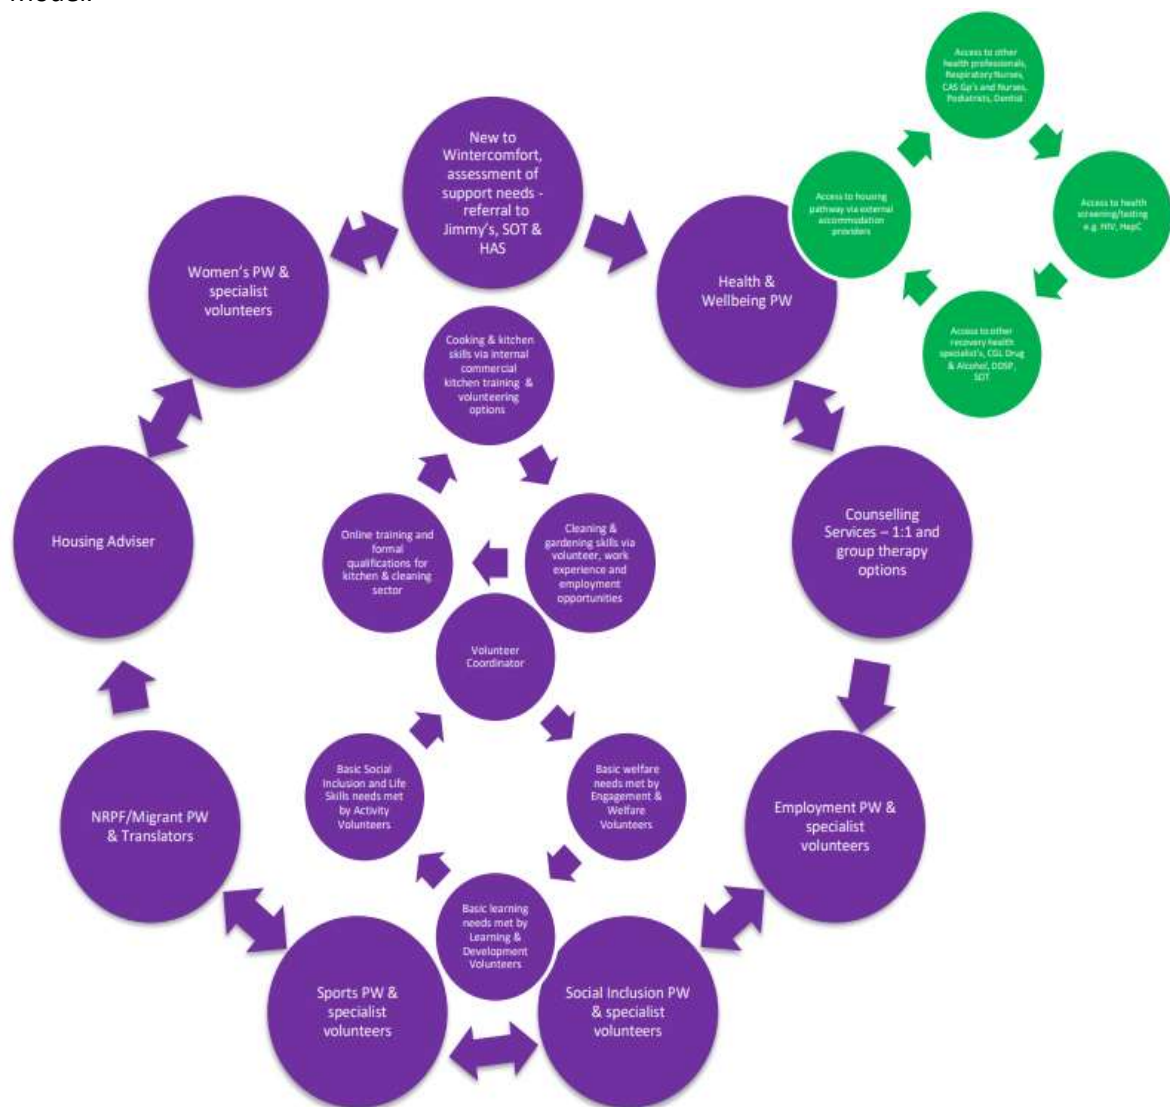 Model.
Access to other
health professionals,
Respiratory Nurses,
CAS Gp's and Nurses,
Podiatrists, Dentist
New to
Wintercomfort,
assessment of
support needs -
referral to
Jimmy's, SOT &
HAS
Access to housing
pathway via external
accommodation
providers
Access to health
screening/testing
e.g. HIV, HepC
Women's PW &
specialist
volunteers
Health &
Wellbeing PW
Access to other
recovery health
specialist's, CGL Drug
& Alcohol, DDSP,
SOT
Cooking & kitchen
skills via internal
commercial
kitchen training &
volunteering
options
Housing Adviser
Online training and
formal
qualifications for
kitchen & cleaning
sector
Cleaning &
gardening skills via
volunteer, work
experience and
employment
opportunities
Counselling
Services – 1:1 and
group therapy
options
Volunteer
Coordinator
Basic Social
Inclusion and Life
Skills needs met
by Activity
Volunteers
Basic welfare
needs met by
Engagement &
Welfare
Volunteers
NRPF/Migrant PW
& Translators
Employment PW &
specialist
volunteers
Basic learning
needs met by
Learning &
Development
Volunteers
Sports PW &
specialist
volunteers
Social Inclusion PW
& specialist
volunteers